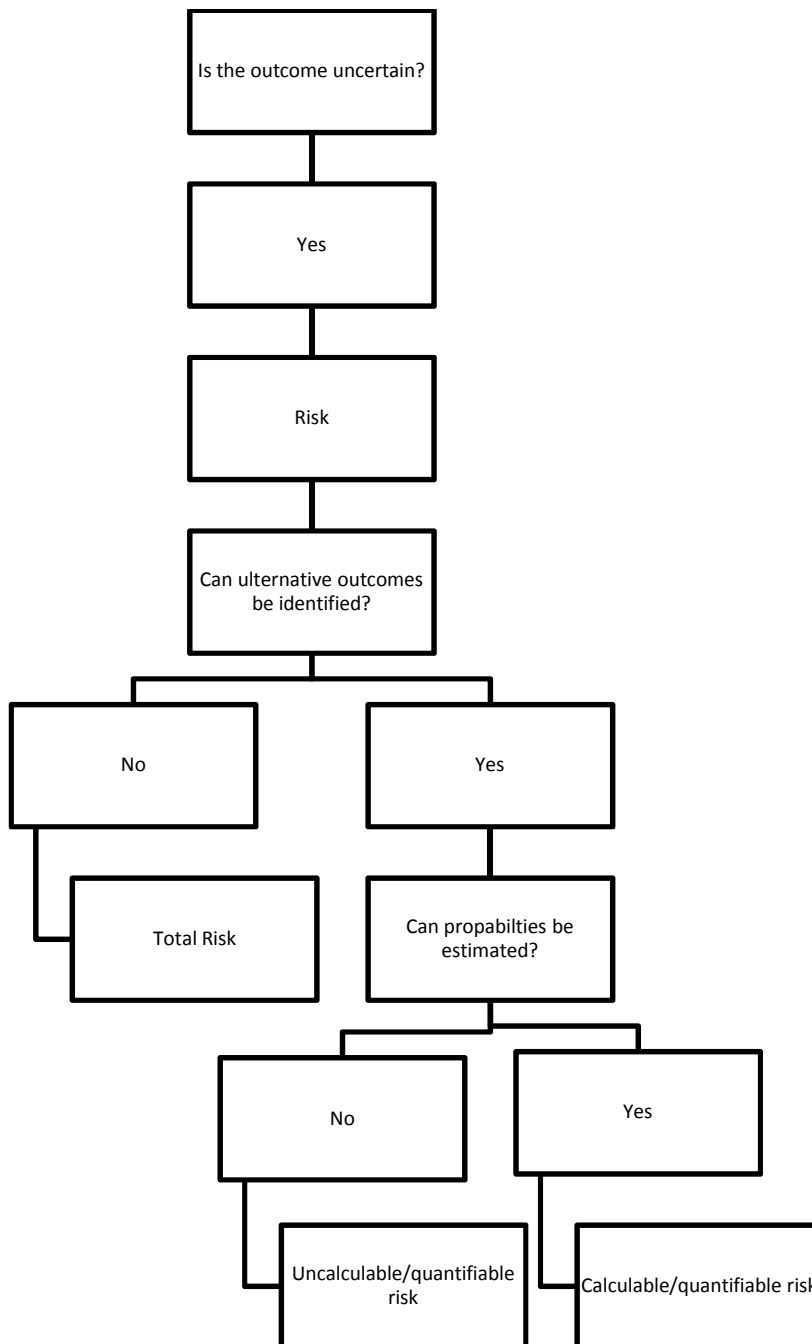 Is the outcome uncertain?
Yes
Risk
Can ulternative outcomes
be identified?
No
Yes
Total Risk
Can propabilties be
estimated?
No
Yes
Uncalculable/quantifiable
risk
Calculable/quantifiable risk